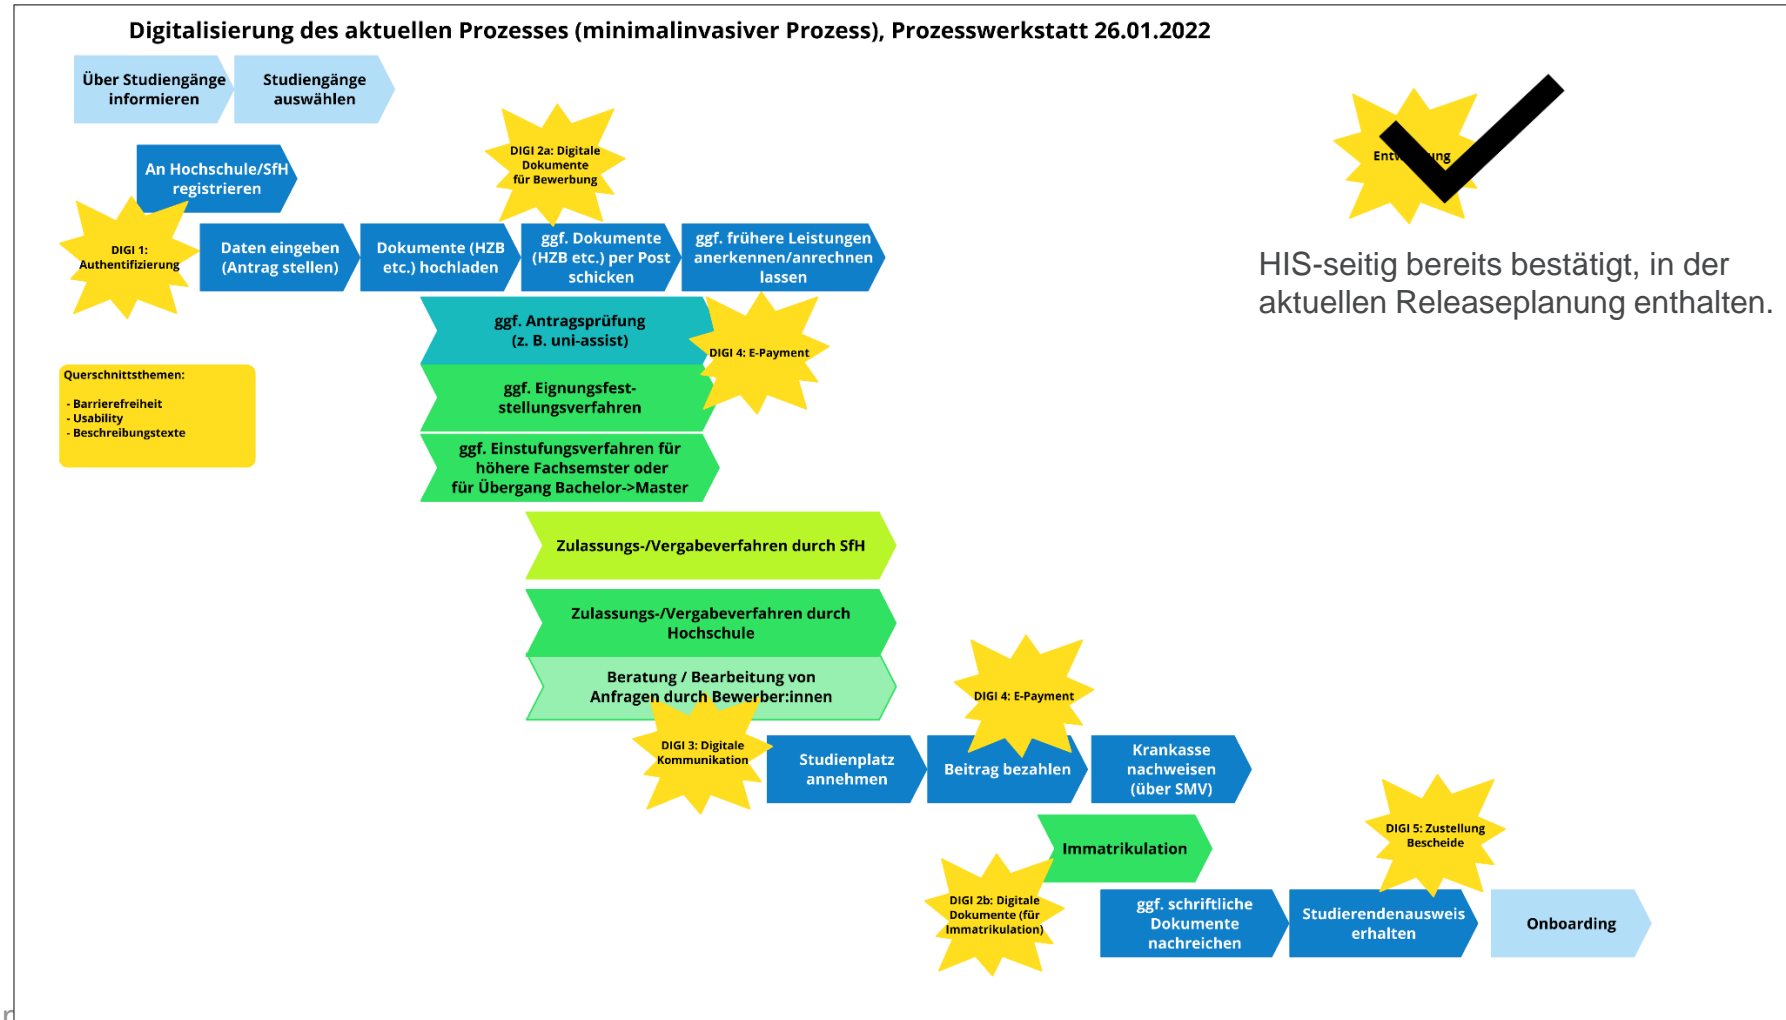 Digitalisierung des aktuellen Prozesses (minimalinvasiver Prozess), Prozesswerkstatt 26.01.2022
Über Studiengänge
informieren
Studiengänge
auswählen
An Hochschule/SfH
registrieren
DIGI 2a: Digitale
Dokumente
für Bewerbung
HIS-seitig bereits bestätigt, in der
aktuellen Releaseplanung enthalten.
DIGI 1:
Authentifizierung
Daten eingeben
(Antrag stellen)
Dokumente (HZB
etc.) hochladen
ggf. Dokumente
(HZB etc.) per Post
schicken
ggf. frühere Leistungen
anerkennen/anrechnen
lassen
ggf. Antragsprüfung
(z. B. uni-assist)
DIGI 4: E-Payment
Querschnittsthemen:
- Barrierefreiheit
- Usability
- Beschreibungstexte
ggf. Eignungsfest-
stellungsverfahren
ggf. Einstufungsverfahren für
höhere Fachsemster oder
für Übergang Bachelor->Master
Zulassungs-/Vergabeverfahren durch SfH
Zulassungs-/Vergabeverfahren durch
Hochschule
Beratung / Bearbeitung von
Anfragen durch Bewerber:innen
DIGI 3: Digitale
Kommunikation
Studienplatz
annehmen
DIGI 4: E-Payment
Beitrag bezahlen
Krankasse
nachweisen
(über SMV)
Immatrikulation
DIGI 2b: Digitale
Dokumente (für
Immatrikulation)
ggf. schriftliche
Dokumente
nachreichen
DIGI 5: Zustellung
Bescheide
Studierendenausweis
erhalten
Onboarding